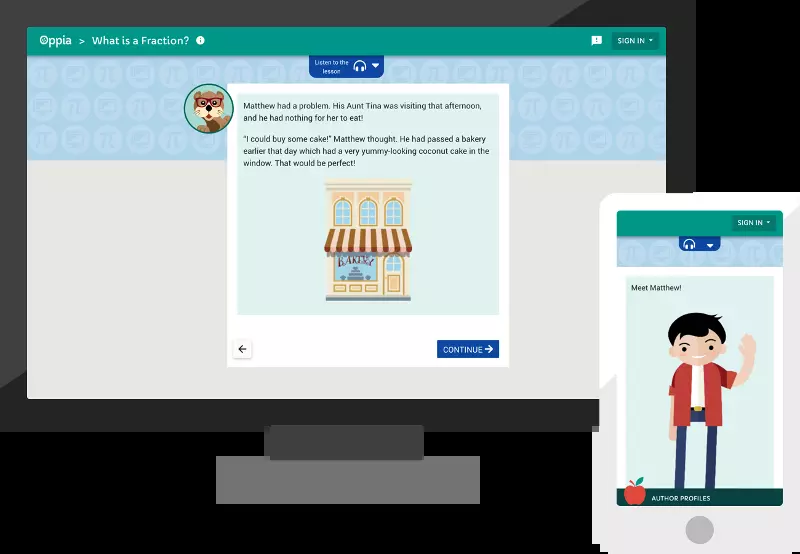 Oppia > What is a Fraction?
SIGN IN
Listen to the
lesson
Matthew had a problem. His Aunt Tina was visiting that afternoon,
and he had nothing for her to eat!
"I could buy some cake!" Matthew thought. He had passed a bakery
earlier that day which had a very yummy-looking coconut cake in the
window. That would be perfect!
BAKERY
CONTINUE
SIGN IN
Meet Matthew!
AUTHOR PROFILES